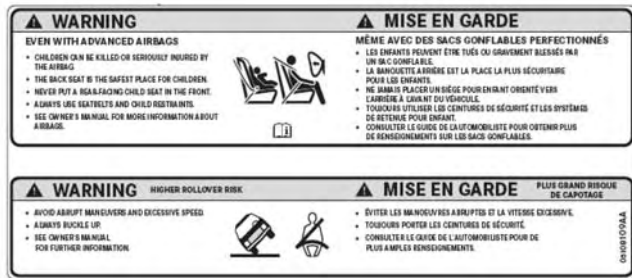 WARNING
EVEN WITH ADVANCED AIRBAGS
• CHILDREN CAN BE KILLED OR SERIOUSLY INJURED BY
THE AIRBAG.
• THE BACK SEAT IS THE SAFEST PLACE FOR CHILDREN.
• NEVER PUT A REAR-FACING CHILD SEAT IN THE FRONT.
• ALWAYS USE SEATBELTS AND CHILD RESTRAINTS.
• SEE OWNER'S MANUAL FOR MORE INFORMATION ABOUT
AIRBAGS.
MISE EN GARDE
MÊME AVEC DES SACS GONFLABLES PERFECTIONNÉS
• LES ENFANTS PEUVENT ÊTRE TUÉS OU GRAVEMENT BLESSÉS PAR
UN SAC GONFLABLE.
• LA BANQUETTE ARRIÈRE EST LA PLACE LA PLUS SÉCURITAIRE
POUR LES ENFANTS.
• NE JAMAIS PLACER UN SIÈGE POUR ENFANT ORIENTÉ VERS
L'ARRIÈRE À L'AVANT DU VÉHICULE.
• TOUJOURS UTILISER LES CEINTURES DE SÉCURITÉ ET LES SYSTÈMES
DE RETENUE POUR ENFANT.
• CONSULTER LE GUIDE DE L'AUTOMOBILISTE POUR OBTENIR PLUS
DE RENSEIGNEMENTS SUR LES SACS GONFLABLES.
WARNING HIGHER ROLLOVER RISK
• AVOID ABRUPT MANEUVERS AND EXCESSIVE SPEED.
• ALWAYS BUCKLE UP.
• SEE OWNER'S MANUAL
FOR FURTHER INFORMATION.
MISE EN GARDE PLUS GRAND RISQUE
DE CAPOTAGE
• ÉVITER LES MANOEUVRES ABRUPTES ET LA VITESSE EXCESSIVE.
• TOUJOURS PORTER LES CEINTURES DE SÉCURITÉ.
• CONSULTER LE GUIDE DE L'AUTOMOBILISTE POUR DE
PLUS AMPLES RENSEIGNEMENTS.